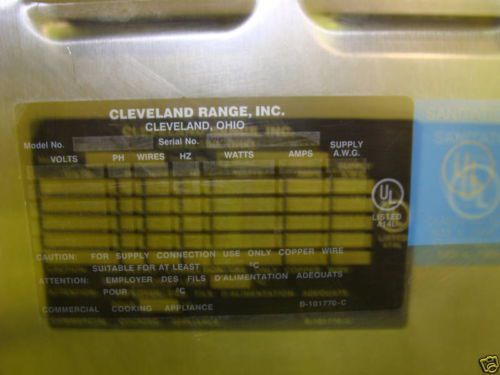 CLEVELAND RANGE, INC.
CLEVELAND, OHIO
Model No. Serial No. SUPPLY
VOLTS PH WIRES HZ WATTS AMPS A.W.G.
UL
LISTED
CAUTION: FOR SUPPLY CONNECTION USE ONLY COPPER WIRE
SUITABLE FOR AT LEAST °C
ATTENTION: EMPLOYER DES FILS D'ALIMENTATION ADEQUATS
POUR °C
COMMERCIAL COOKING APPLIANCE B-101770-C